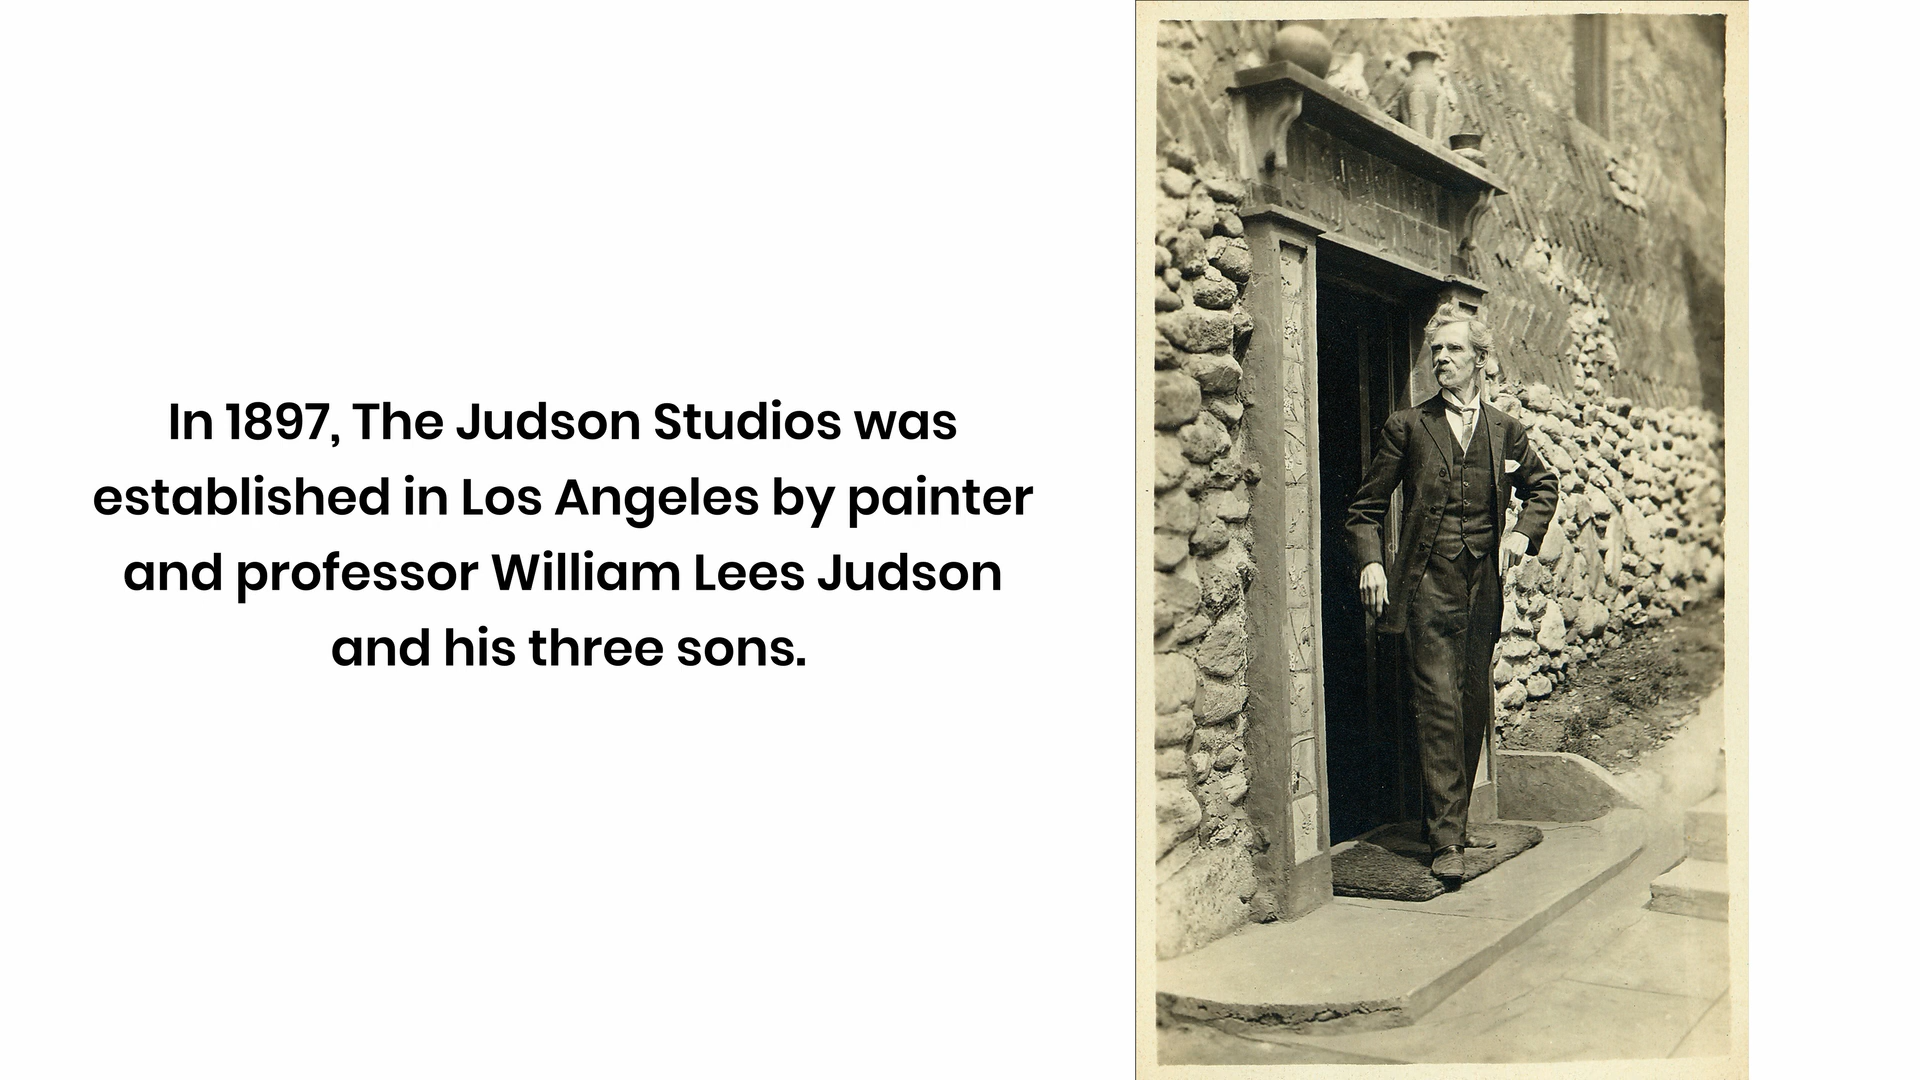 In 1897, The Judson Studios was
established in Los Angeles by painter
and professor William Lees Judson
and his three sons.